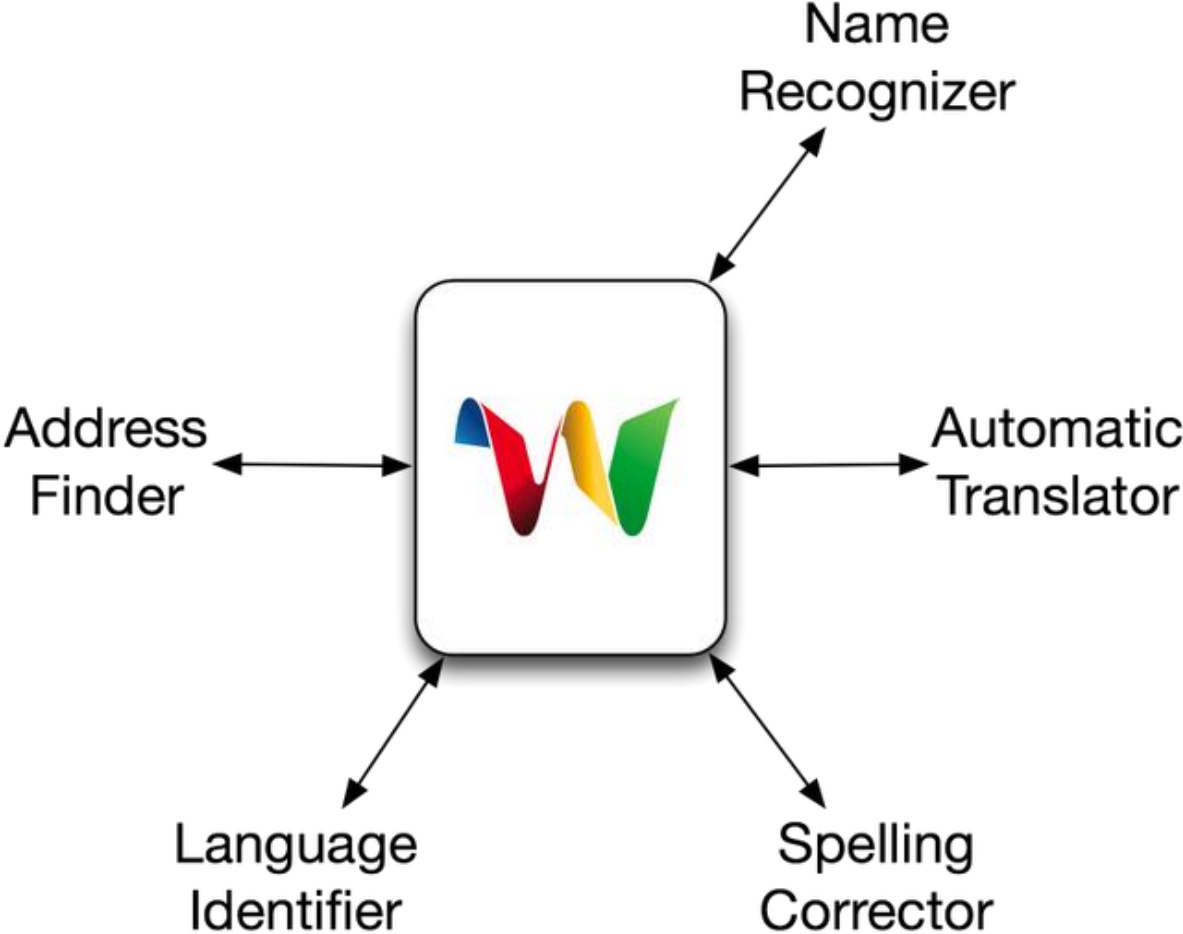 Name
Recognizer
Address
Finder
Automatic
Translator
Language
Identifier
Spelling
Corrector